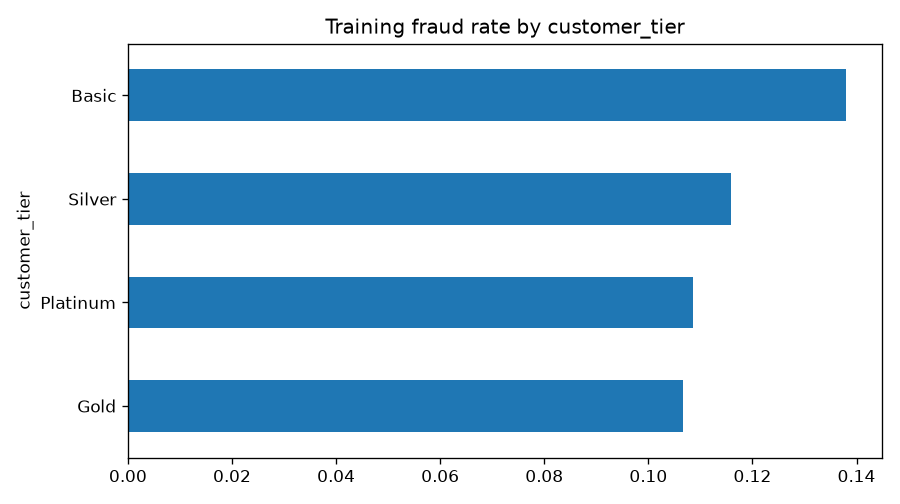 Training fraud rate by customer_tier
customer_tier
Basic
Silver
Platinum
Gold
0.00 0.02 0.04 0.06 0.08 0.10 0.12 0.14